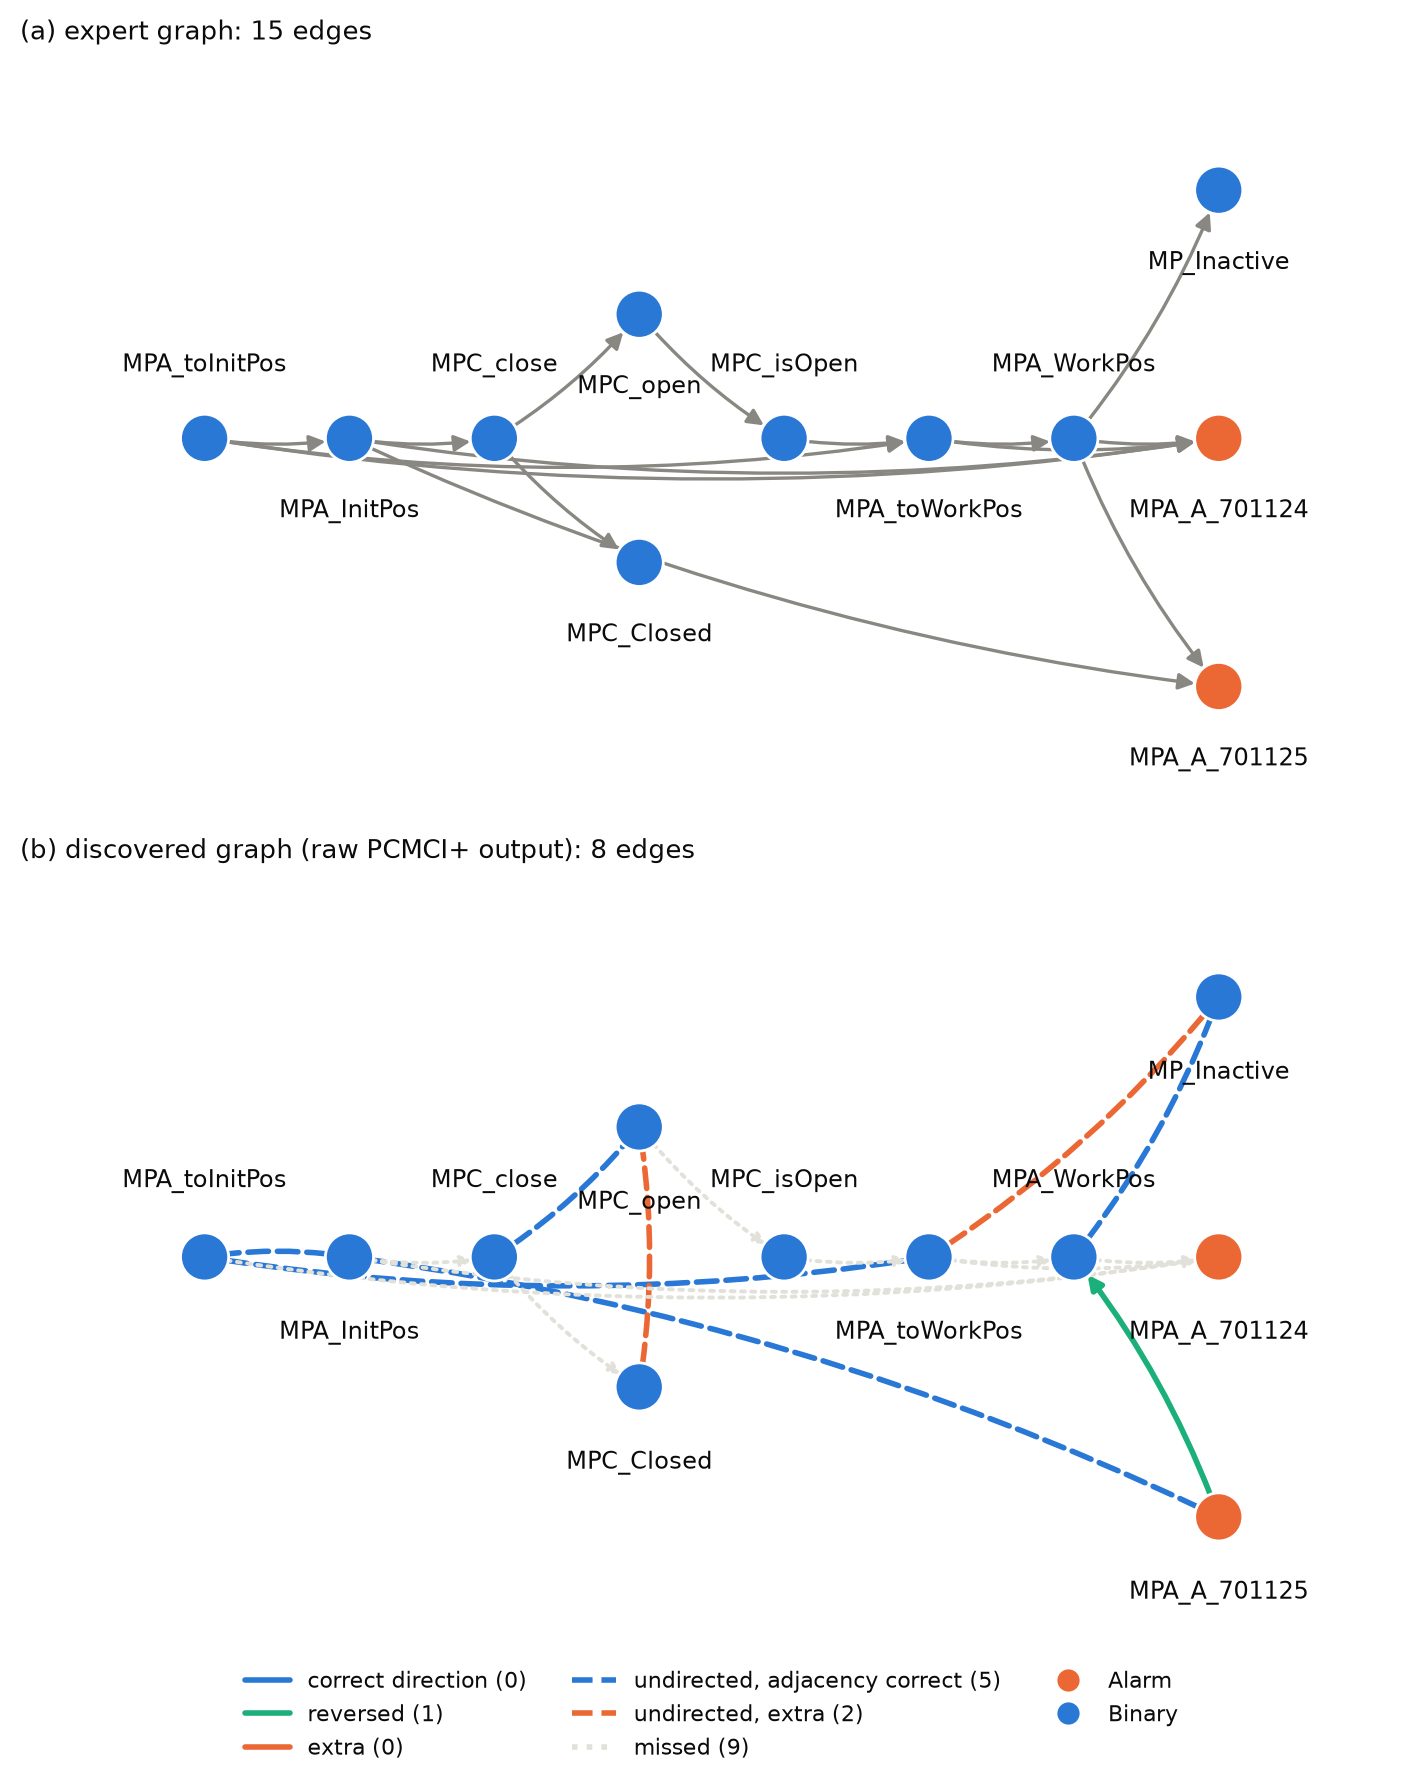 (a) expert graph: 15 edges
MP_Inactive
MPA_toInitPos
MPC_close
MPC_isOpen
MPA_WorkPos
MPC_open
MPA_InitPos
MPA_toWorkPos
MPA_A_701124
MPC_Closed
MPA_A_701125
(b) discovered graph (raw PCMCI+ output): 8 edges
MP_Inactive
MPA_toInitPos
MPC_close
MPC_isOpen
MPA_WorkPos
MPC_open
MPA_InitPos
MPA_toWorkPos
MPA_A_701124
MPC_Closed
MPA_A_701125
correct direction (0)
reversed (1)
extra (0)
undirected, adjacency correct (5)
undirected, extra (2)
missed (9)
Alarm
Binary